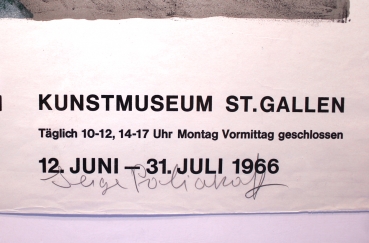 KUNSTMUSEUM ST.GALLEN
Täglich 10-12, 14-17 Uhr Montag Vormittag geschlossen
12. JUNI – 31. JULI 1966
Serge Poliakoff